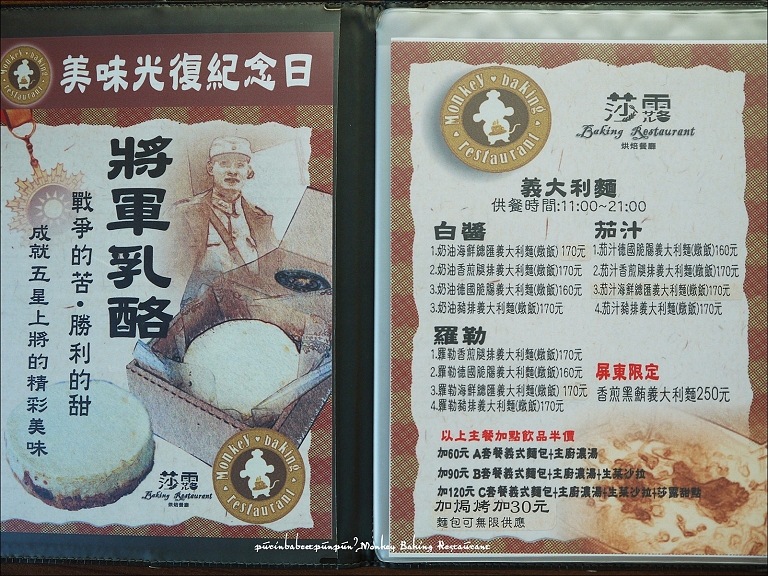 美味光復紀念日
Monkey baking restaurant
將軍乳酪
戰爭的苦·勝利的甜
成就五星上將的精彩美味
莎露
Baking Restaurant
烘焙餐廳
Monkey baking restaurant
Monkey baking restaurant
莎露
Baking Restaurant
烘焙餐廳
義大利麵
供餐時間:11:00~21:00
白醬
1.奶油海鮮總匯義大利麵(燉飯)170元
2.奶油香煎腿排義大利麵(燉飯)170元
3.奶油德國脆腸義大利麵(燉飯)160元
3.奶油豬排義大利麵(燉飯)170元
茄汁
1.茄汁德國脆腸義大利麵(燉飯)160元
2.茄汁香煎腿排義大利麵(燉飯)170元
3.茄汁海鮮總匯義大利麵(燉飯)170元
4.茄汁豬排義大利麵(燉飯)170元
羅勒
1.羅勒香煎腿排義大利麵(燉飯)170元
2.羅勒德國脆腸義大利麵(燉飯)160元
3.羅勒海鮮總匯義大利麵(燉飯)170元
4.羅勒豬排義大利麵(燉飯)170元
屏東限定
香煎黑鮪義大利麵250元
以上主餐加點飲品半價
加60元 A套餐義式麵包+主廚濃湯
加90元 B套餐義式麵包+主廚濃湯+生菜沙拉
加120元 C套餐義式麵包+主廚濃湯+生菜沙拉+莎露甜點
加焗烤加30元
麵包可無限供應